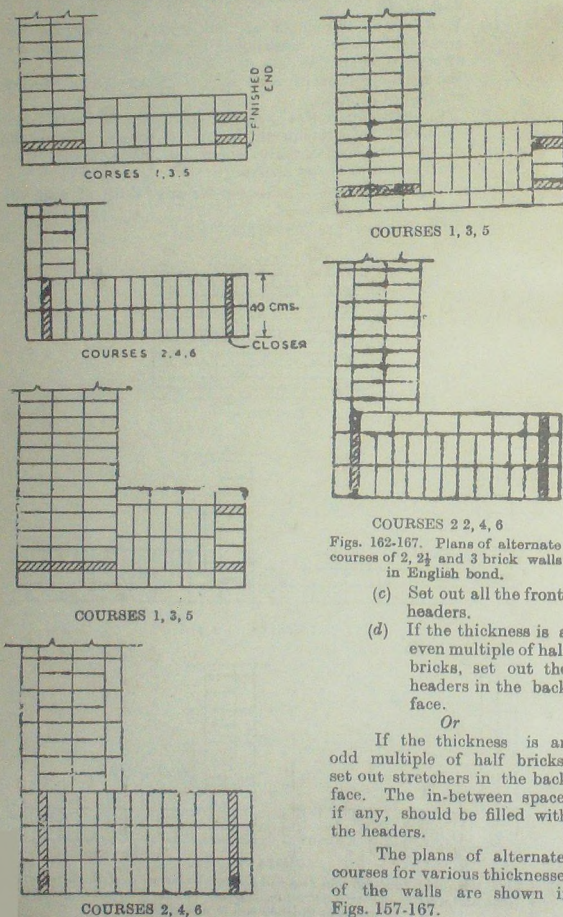 FINISHED
END
CORSES 1,3.5
40 Cms.
CLOSER
COURSES 2,4,6
COURSES 1, 3, 5
COURSES 2, 4, 6
COURSES 1, 3, 5
COURSES 2 2, 4, 6
Figs. 162-167. Plans of alternate
courses of 2, 2½ and 3 brick walls
in English bond.
(c) Set out all the front
headers.
(d) If the thickness is a
even multiple of hal
bricks, set out the
headers in the back
face.
Or
If the thickness is an
odd multiple of half bricks
set out stretchers in the back
face. The in-between space
if any, should be filled with
the headers.
The plans of alternate
courses for various thicknesse
of the walls are shown i
Figs. 157-167.